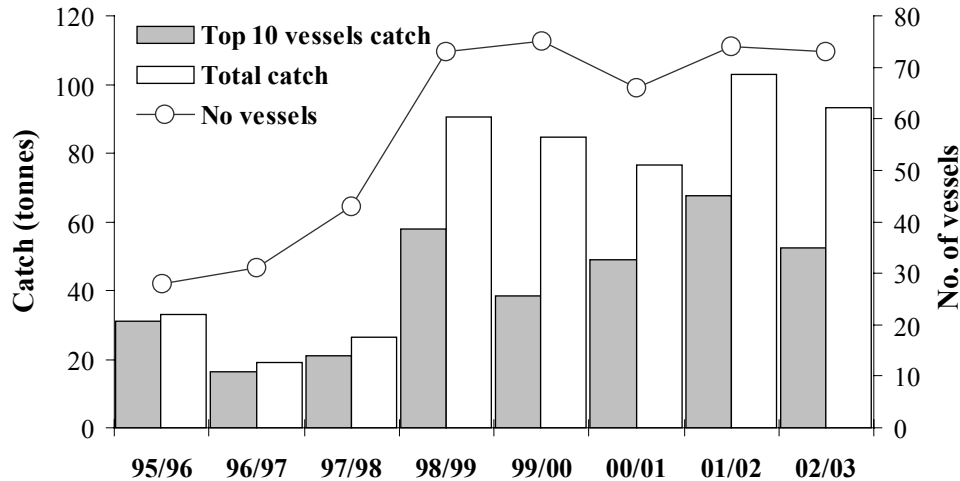 Top 10 vessels catch
Total catch
No vessels
Catch (tonnes)
120
100
80
60
40
20
0
No. of vessels
80
70
60
50
40
30
20
10
0
95/96 96/97 97/98 98/99 99/00 00/01 01/02 02/03